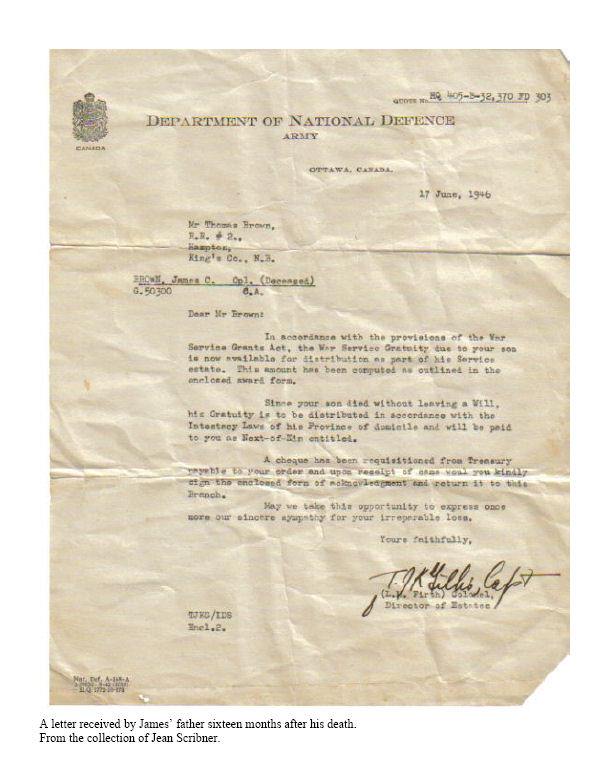 QUOTE No. HQ 405-B-32,370 FD 303
DEPARTMENT OF NATIONAL DEFENCE
ARMY
CANADA
OTTAWA, CANADA.
17 June, 1946
Mr Thomas Brown,
R.R. # 2.,
Hampton,
King's Co., N.B.
BROWN, James C. Cpl. (Deceased)
G.50300 C.A.
Dear Mr Brown:
In accordance with the provisions of the War
Service Grants Act, the War Service Gratuity due to your son
is now available for distribution as part of his Service
estate. This amount has been computed as outlined in the
enclosed award form.
Since your son died without leaving a Will,
his Gratuity is to be distributed in accordance with the
Intestacy Laws of his Province of domicile and will be paid
to you as Next-of-Kin entitled.
A cheque has been requisitioned from Treasury
payable to your order and upon receipt of same will you kindly
sign the enclosed form of acknowledgment and return it to this
Branch.
May we take this opportunity to express once
more our sincere sympathy for your irreparable loss.
Yours faithfully,
T J K Gillis, Capt
(L.M. Firth) Colonel,
Director of Estates
TJKG/IDS
Encl.2.
Nat. Def. A-248-A
A letter received by James' father sixteen months after his death.
From the collection of Jean Scribner.